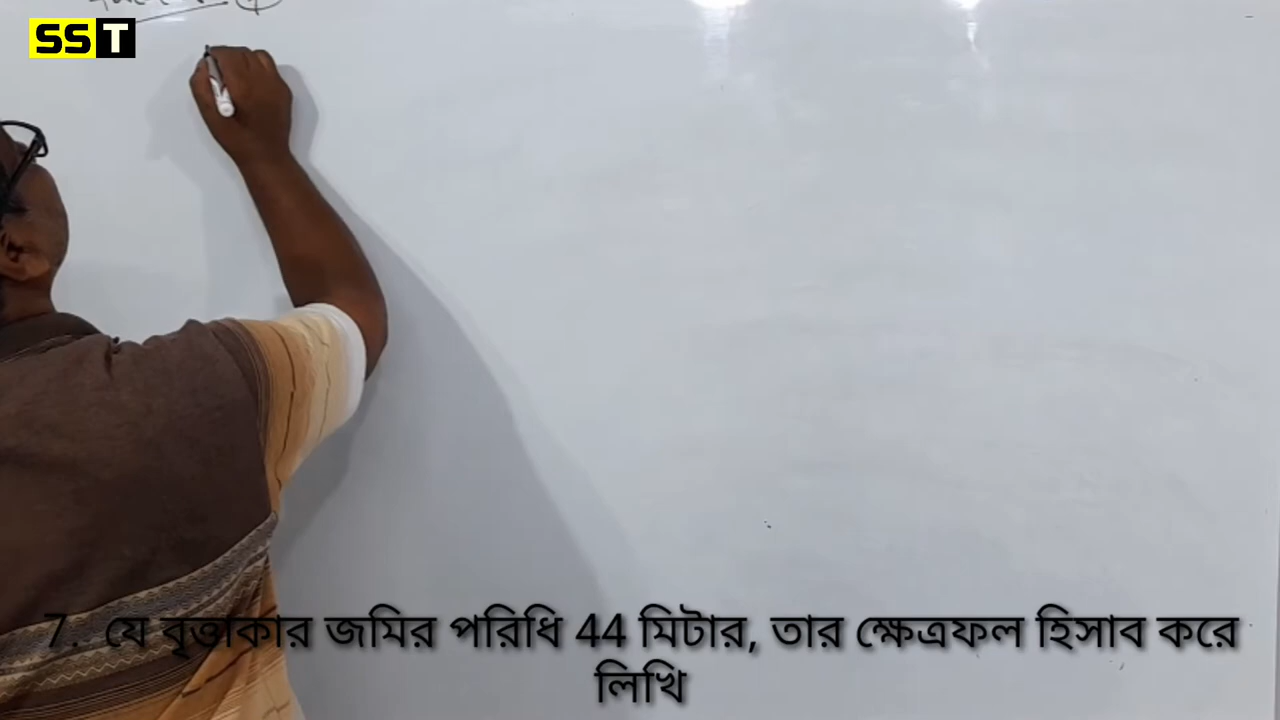 SST
7. যে বৃত্তাকার জমির পরিধি 44 মিটার, তার ক্ষেত্রফল হিসাব করে
লিখি